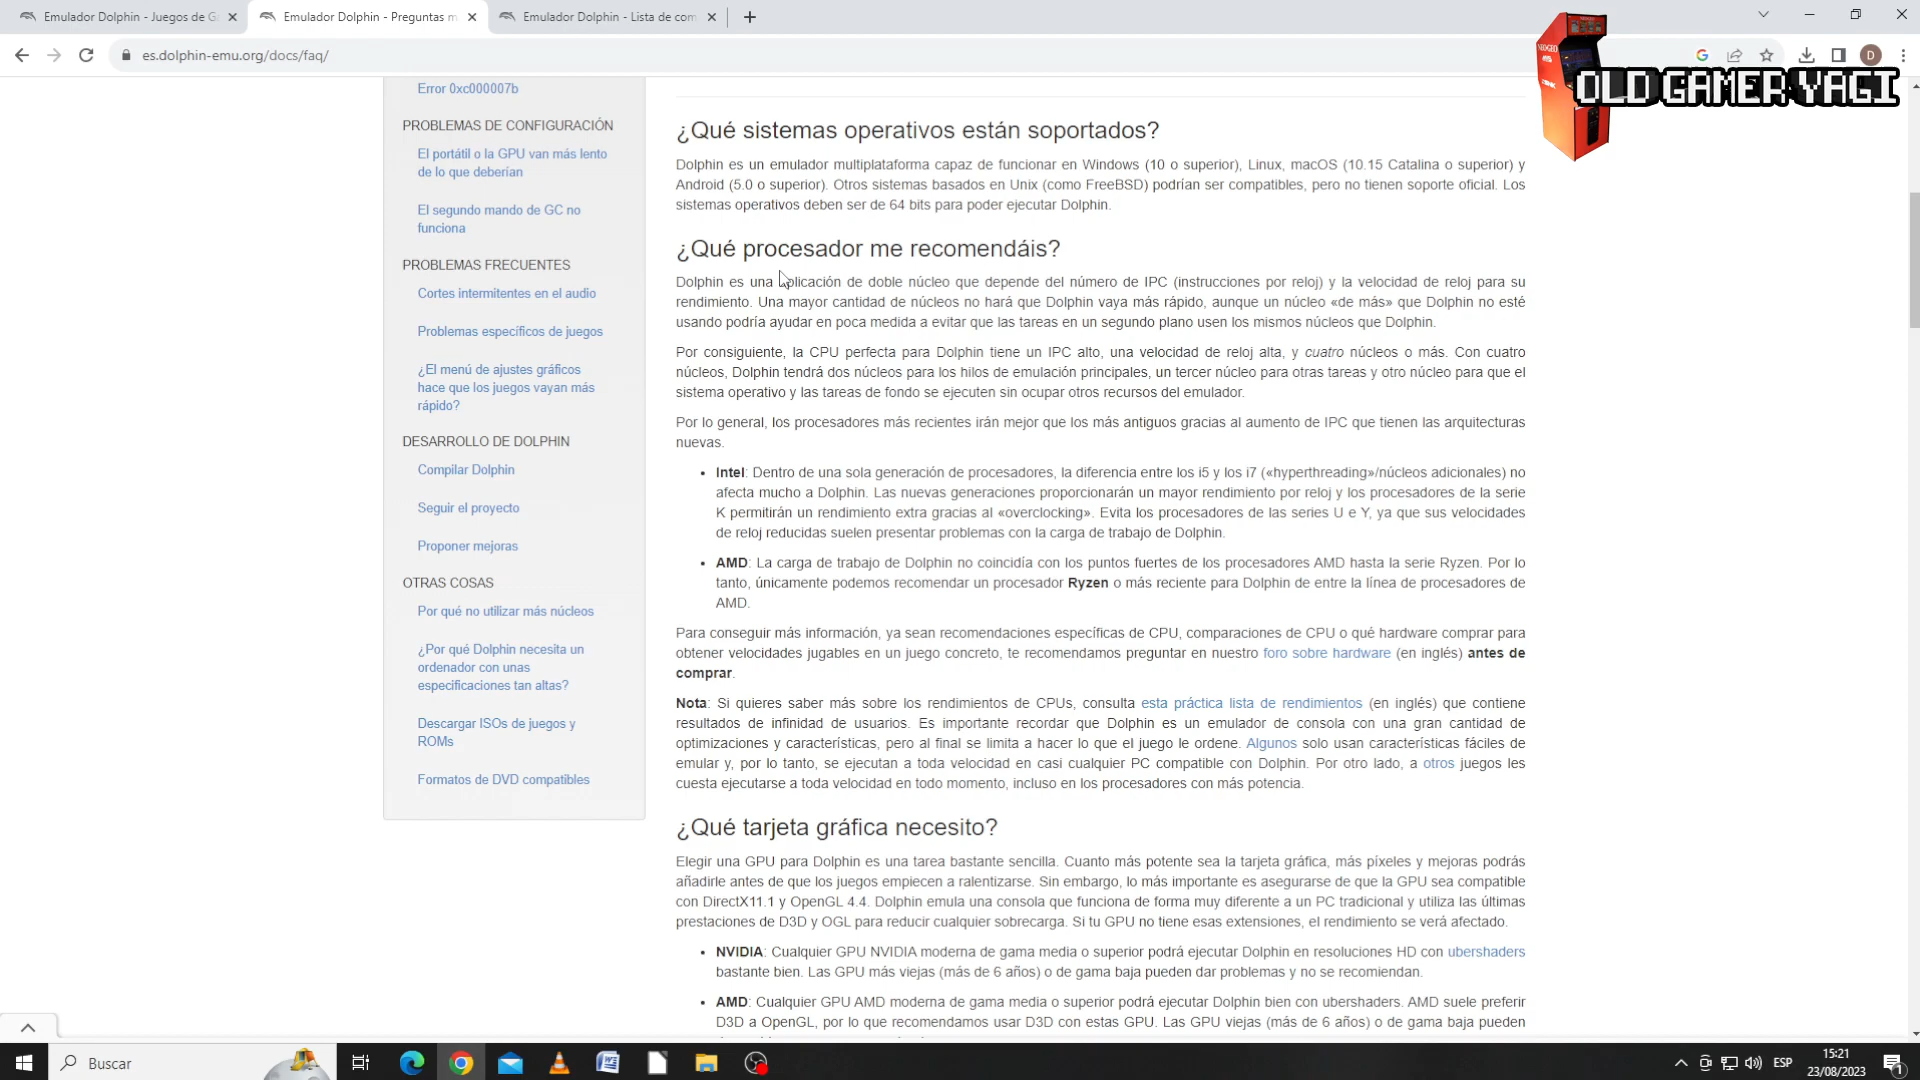 Emulador Dolphin - Juegos de G
Emulador Dolphin - Preguntas m
Emulador Dolphin - Lista de com
es.dolphin-emu.org/docs/faq/
D
OLD GAMER YAGI
Error 0xc000007b
PROBLEMAS DE CONFIGURACIÓN
El portátil o la GPU van más lento
de lo que deberían
El segundo mando de GC no
funciona
PROBLEMAS FRECUENTES
Cortes intermitentes en el audio
Problemas específicos de juegos
¿El menú de ajustes gráficos
hace que los juegos vayan más
rápido?
DESARROLLO DE DOLPHIN
Compilar Dolphin
Seguir el proyecto
Proponer mejoras
OTRAS COSAS
Por qué no utilizar más núcleos
¿Por qué Dolphin necesita un
ordenador con unas
especificaciones tan altas?
Descargar ISOs de juegos y
ROMs
Formatos de DVD compatibles
¿Qué sistemas operativos están soportados?
Dolphin es un emulador multiplataforma capaz de funcionar en Windows (10 o superior), Linux, macOS (10.15 Catalina o superior) y
Android (5.0 o superior). Otros sistemas basados en Unix (como FreeBSD) podrían ser compatibles, pero no tienen soporte oficial. Los
sistemas operativos deben ser de 64 bits para poder ejecutar Dolphin.
¿Qué procesador me recomendáis?
Dolphin es una aplicación de doble núcleo que depende del número de IPC (instrucciones por reloj) y la velocidad de reloj para su
rendimiento. Una mayor cantidad de núcleos no hará que Dolphin vaya más rápido, aunque un núcleo «de más» que Dolphin no esté
usando podría ayudar en poca medida a evitar que las tareas en un segundo plano usen los mismos núcleos que Dolphin.
Por consiguiente, la CPU perfecta para Dolphin tiene un IPC alto, una velocidad de reloj alta, y cuatro núcleos o más. Con cuatro
núcleos, Dolphin tendrá dos núcleos para los hilos de emulación principales, un tercer núcleo para otras tareas y otro núcleo para que el
sistema operativo y las tareas de fondo se ejecuten sin ocupar otros recursos del emulador.
Por lo general, los procesadores más recientes irán mejor que los más antiguos gracias al aumento de IPC que tienen las arquitecturas
nuevas.
• Intel: Dentro de una sola generación de procesadores, la diferencia entre los i5 y los i7 («hyperthreading»/núcleos adicionales) no
afecta mucho a Dolphin. Las nuevas generaciones proporcionarán un mayor rendimiento por reloj y los procesadores de la serie
K permitirán un rendimiento extra gracias al «overclocking». Evita los procesadores de las series U e Y, ya que sus velocidades
de reloj reducidas suelen presentar problemas con la carga de trabajo de Dolphin.
• AMD: La carga de trabajo de Dolphin no coincidía con los puntos fuertes de los procesadores AMD hasta la serie Ryzen. Por lo
tanto, únicamente podemos recomendar un procesador Ryzen o más reciente para Dolphin de entre la línea de procesadores de
AMD.
Para conseguir más información, ya sean recomendaciones específicas de CPU, comparaciones de CPU o qué hardware comprar para
obtener velocidades jugables en un juego concreto, te recomendamos preguntar en nuestro foro sobre hardware (en inglés) antes de
comprar.
Nota: Si quieres saber más sobre los rendimientos de CPUs, consulta esta práctica lista de rendimientos (en inglés) que contiene
resultados de infinidad de usuarios. Es importante recordar que Dolphin es un emulador de consola con una gran cantidad de
optimizaciones y características, pero al final se limita a hacer lo que el juego le ordene. Algunos solo usan características fáciles de
emular y, por lo tanto, se ejecutan a toda velocidad en casi cualquier PC compatible con Dolphin. Por otro lado, a otros juegos les
cuesta ejecutarse a toda velocidad en todo momento, incluso en los procesadores con más potencia.
¿Qué tarjeta gráfica necesito?
Elegir una GPU para Dolphin es una tarea bastante sencilla. Cuanto más potente sea la tarjeta gráfica, más píxeles y mejoras podrás
añadirle antes de que los juegos empiecen a ralentizarse. Sin embargo, lo más importante es asegurarse de que la GPU sea compatible
con DirectX11.1 y OpenGL 4.4. Dolphin emula una consola que funciona de forma muy diferente a un PC tradicional y utiliza las últimas
prestaciones de D3D y OGL para reducir cualquier sobrecarga. Si tu GPU no tiene esas extensiones, el rendimiento se verá afectado.
• NVIDIA: Cualquier GPU NVIDIA moderna de gama media o superior podrá ejecutar Dolphin en resoluciones HD con ubershaders
bastante bien. Las GPU más viejas (más de 6 años) o de gama baja pueden dar problemas y no se recomiendan.
• AMD: Cualquier GPU AMD moderna de gama media o superior podrá ejecutar Dolphin bien con ubershaders. AMD suele preferir
D3D a OpenGL, por lo que recomendamos usar D3D con estas GPU. Las GPU viejas (más de 6 años) o de gama baja pueden
Buscar
ESP
15:21
23/08/2023
1